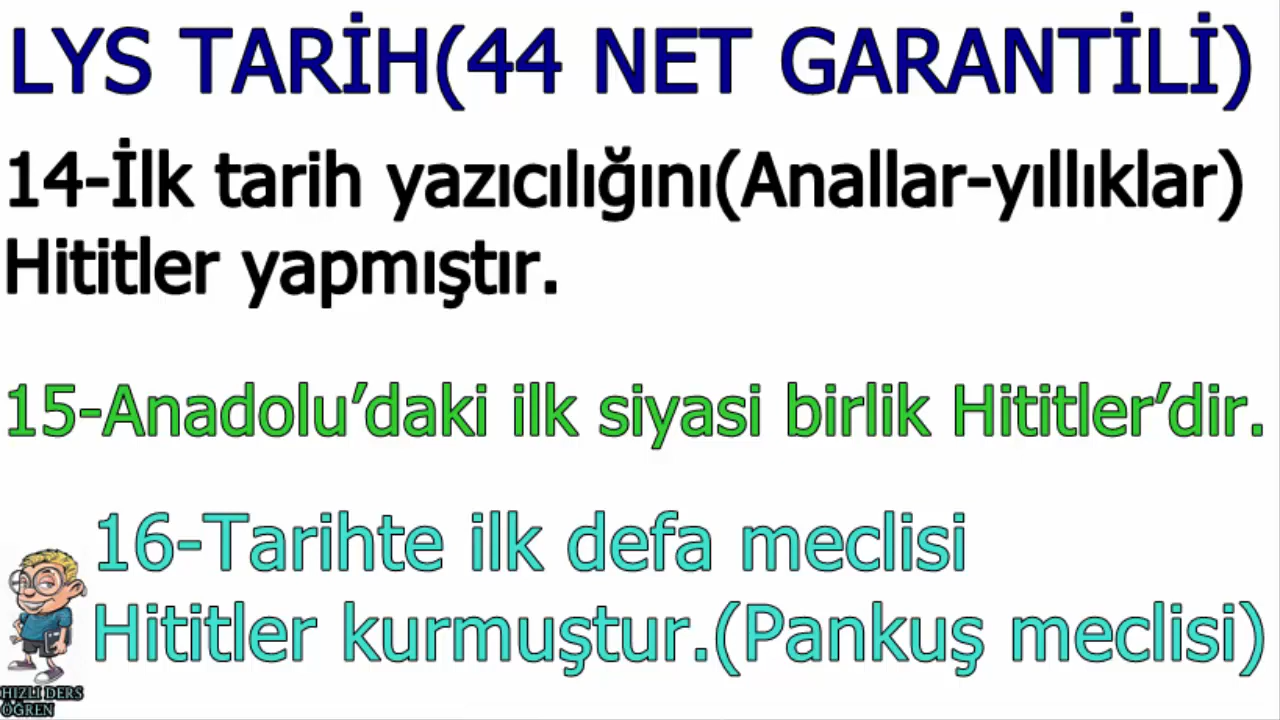 LYS TARİH(44 NET GARANTİLİ)
14-İlk tarih yazıcılığını(Anallar-yıllıklar)
Hititler yapmıştır.
15-Anadolu’daki ilk siyasi birlik Hititler’dir.
16-Tarihte ilk defa meclisi
Hititler kurmuştur.(Pankuş meclisi)
HIZLI DERS
ÖĞREN